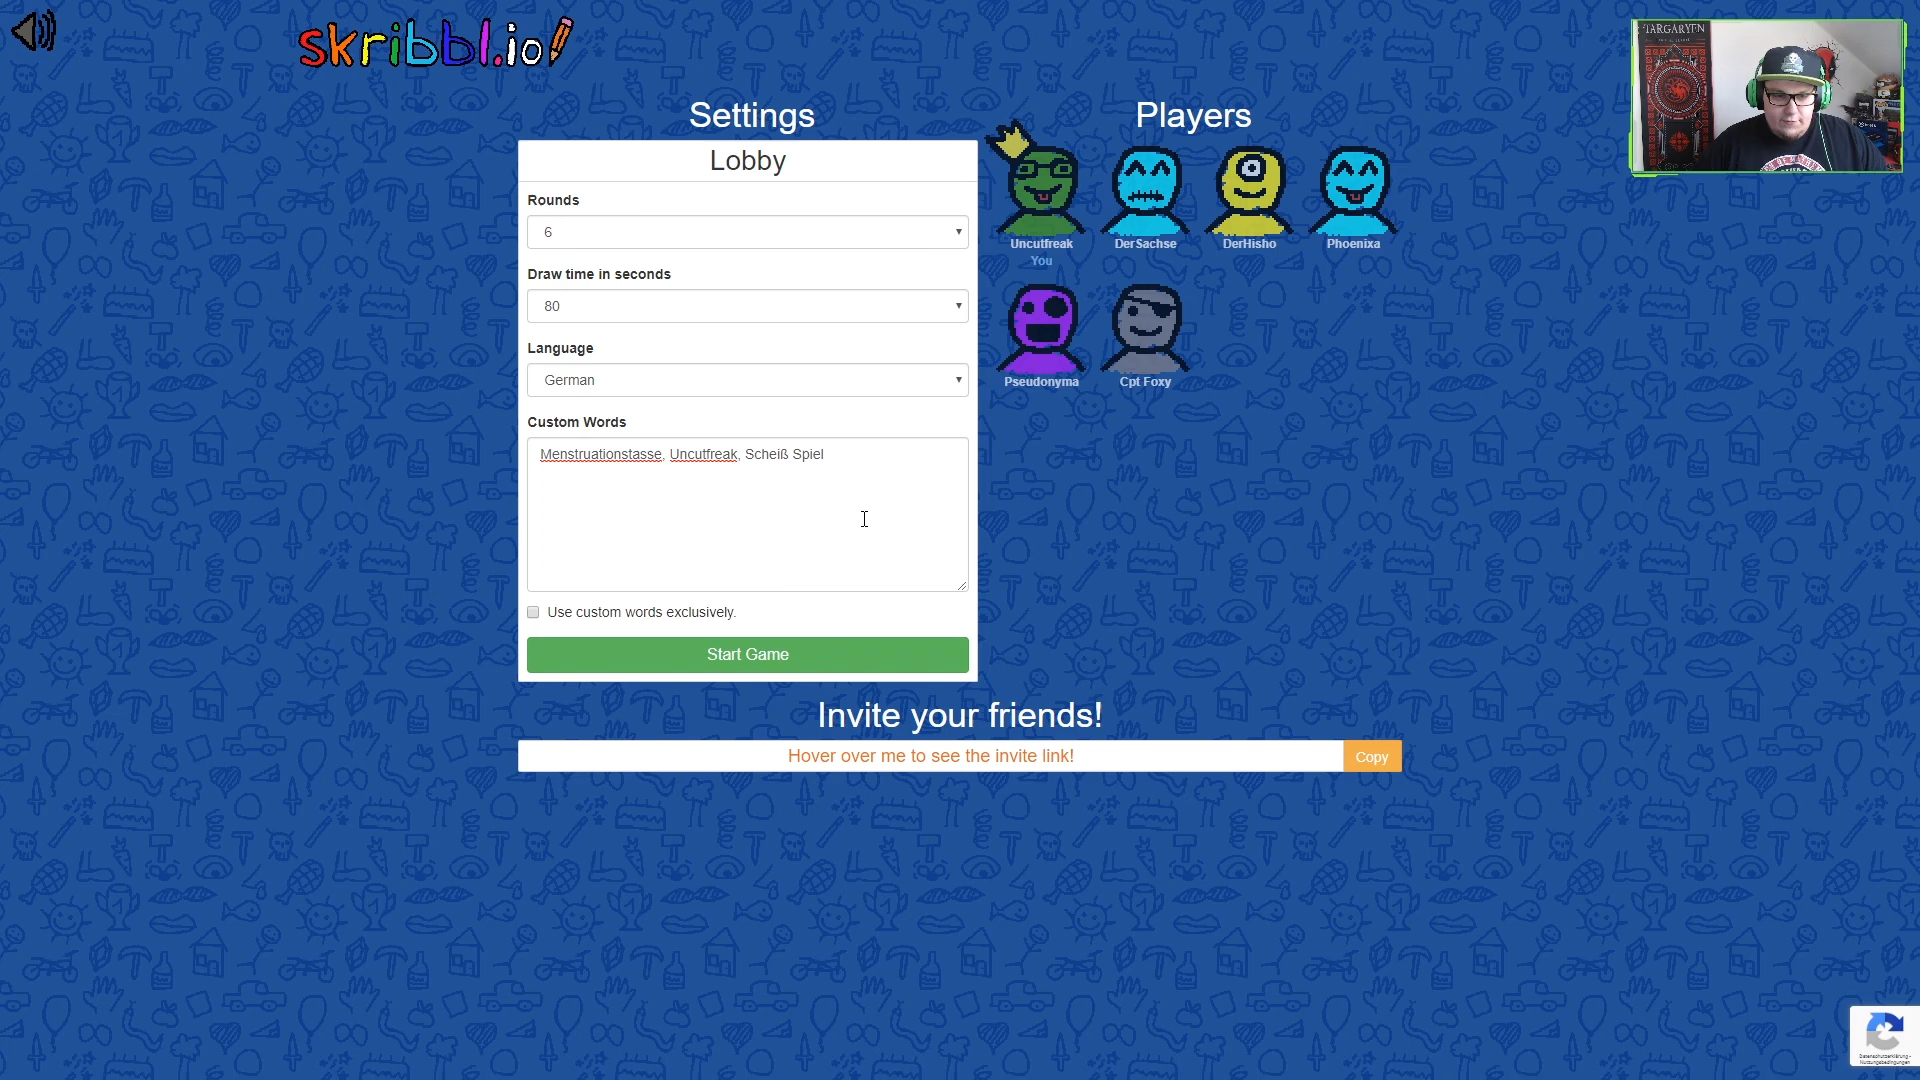 skribbl.io
TARGARYEN
Settings
Players
Lobby
Rounds
6
Draw time in seconds
80
Language
German
Custom Words
Menstruationstasse, Uncutfreak, Scheiß Spiel
Use custom words exclusively.
Start Game
Uncutfreak
You
DerSachse
DerHisho
Phoenixa
Pseudonyma
Cpt Foxy
Invite your friends!
Hover over me to see the invite link!
Copy
Datenschutzerklärung -
Nutzungsbedingungen